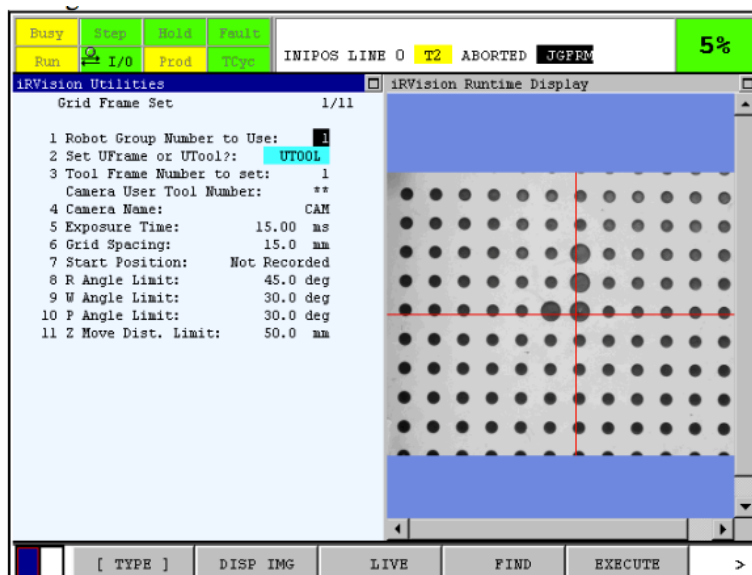 Busy Step Hold Fault
Run I/O Prod TCyc
INIPOS LINE 0 T2 ABORTED JGFRM
5%
iRVision Utilities
Grid Frame Set 1/11
1 Robot Group Number to Use: 1
2 Set UFrame or UTool?: UTOOL
3 Tool Frame Number to set: 1
Camera User Tool Number: **
4 Camera Name: CAM
5 Exposure Time: 15.00 ms
6 Grid Spacing: 15.0 mm
7 Start Position: Not Recorded
8 R Angle Limit: 45.0 deg
9 W Angle Limit: 30.0 deg
10 P Angle Limit: 30.0 deg
11 Z Move Dist. Limit: 50.0 mm
iRVision Runtime Display
[ TYPE ] DISP IMG LIVE FIND EXECUTE >